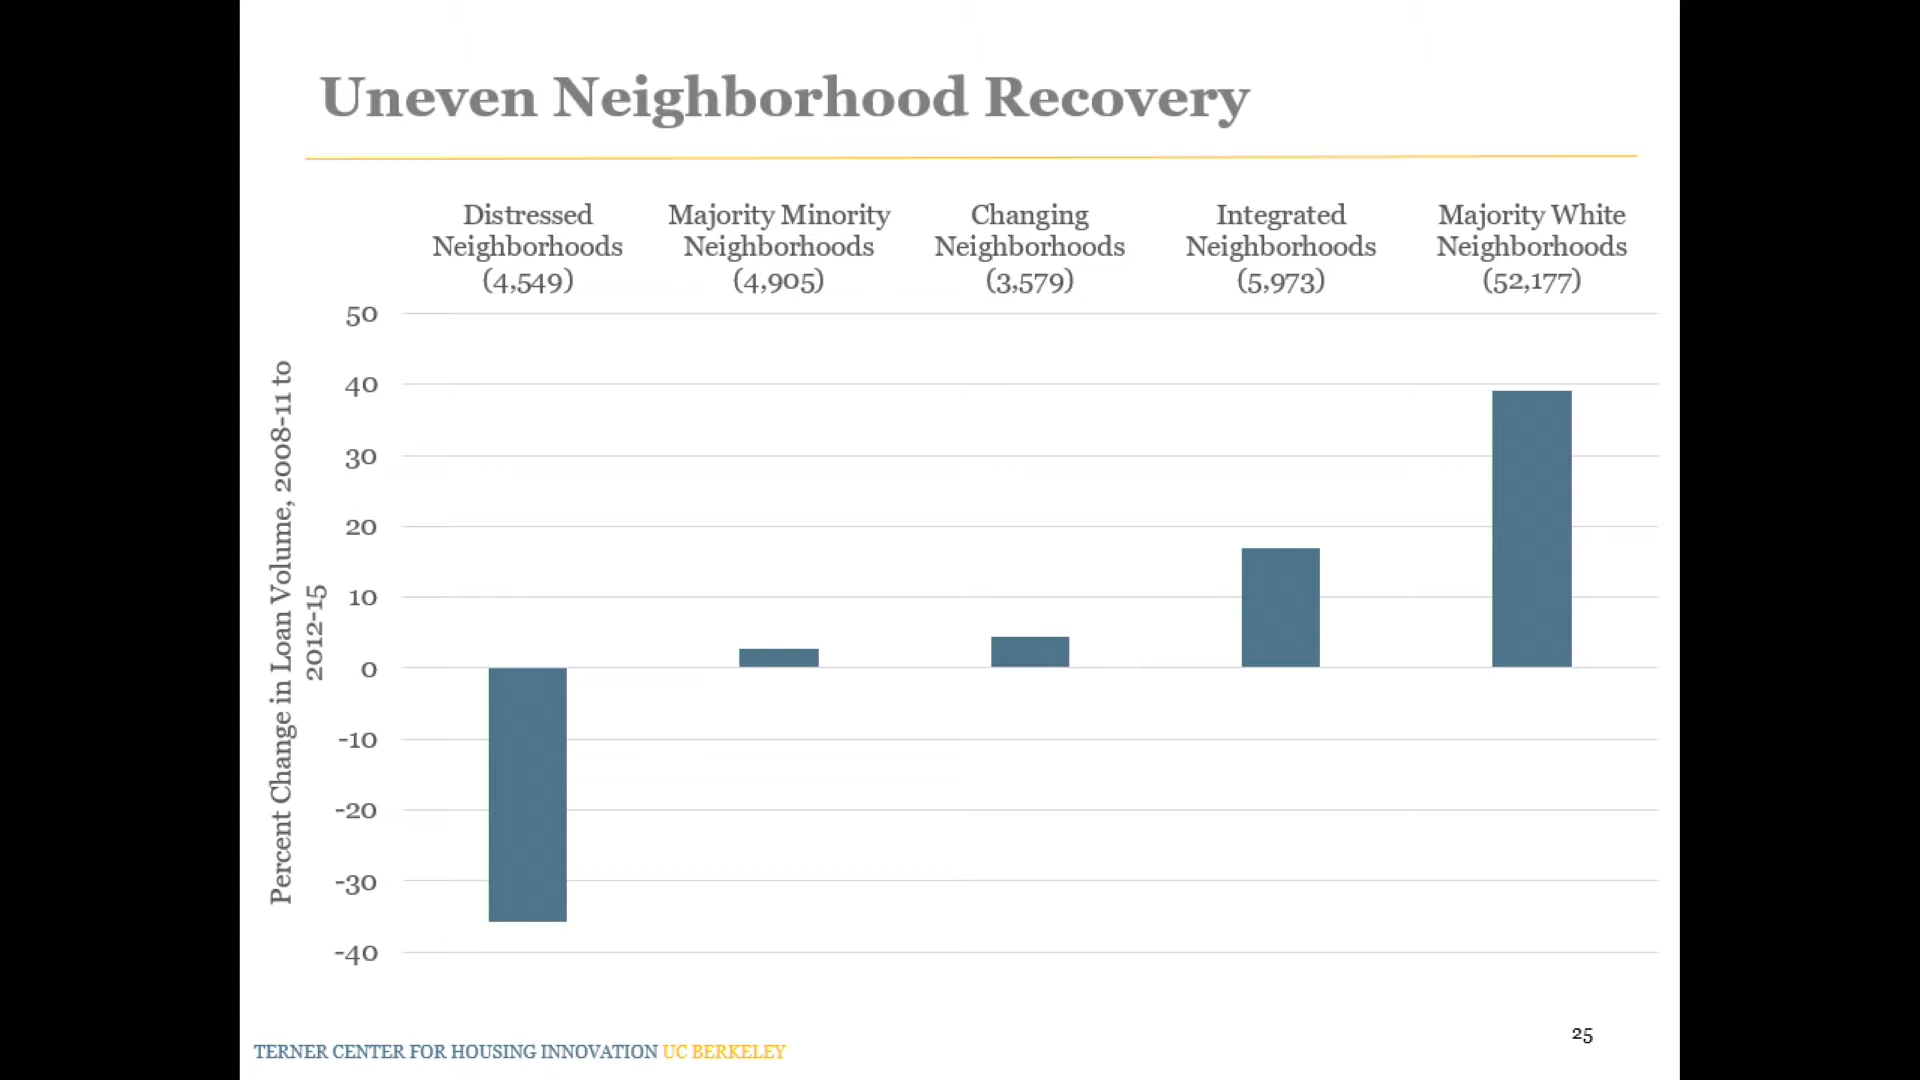 Uneven Neighborhood Recovery
Distressed
Neighborhoods
(4,549)
Majority Minority
Neighborhoods
(4,905)
Changing
Neighborhoods
(3,579)
Integrated
Neighborhoods
(5,973)
Majority White
Neighborhoods
(52,177)
Percent Change in Loan Volume, 2008-11 to
2012-15
50
40
30
20
10
0
-10
-20
-30
-40
25
TERNER CENTER FOR HOUSING INNOVATION UC BERKELEY